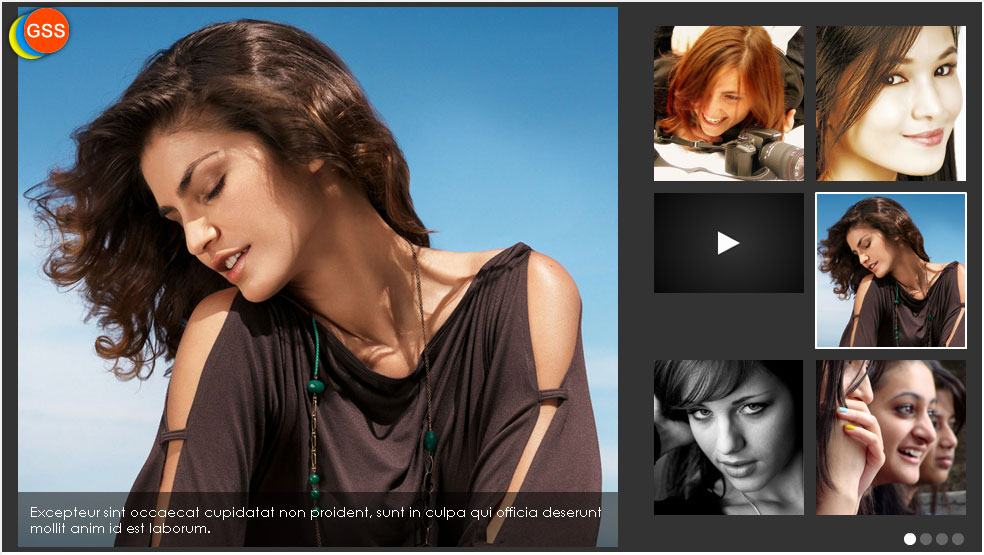 GSS
Excepteur sint occaecat cupidatat non proident, sunt in culpa qui officia deserunt
mollit anim id est laborum.